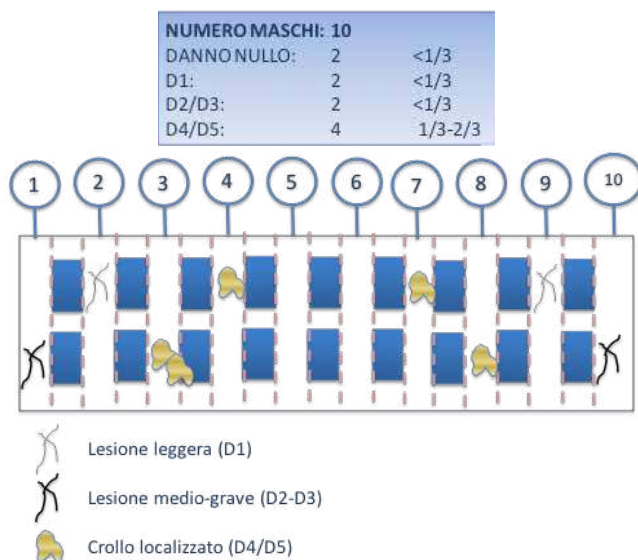 NUMERO MASCHI: 10
DANNO NULLO: 2 <1/3
D1: 2 <1/3
D2/D3: 2 <1/3
D4/D5: 4 1/3-2/3
1 2 3 4 5 6 7 8 9 10
Lesione leggera (D1)
Lesione medio-grave (D2-D3)
Crollo localizzato (D4/D5)